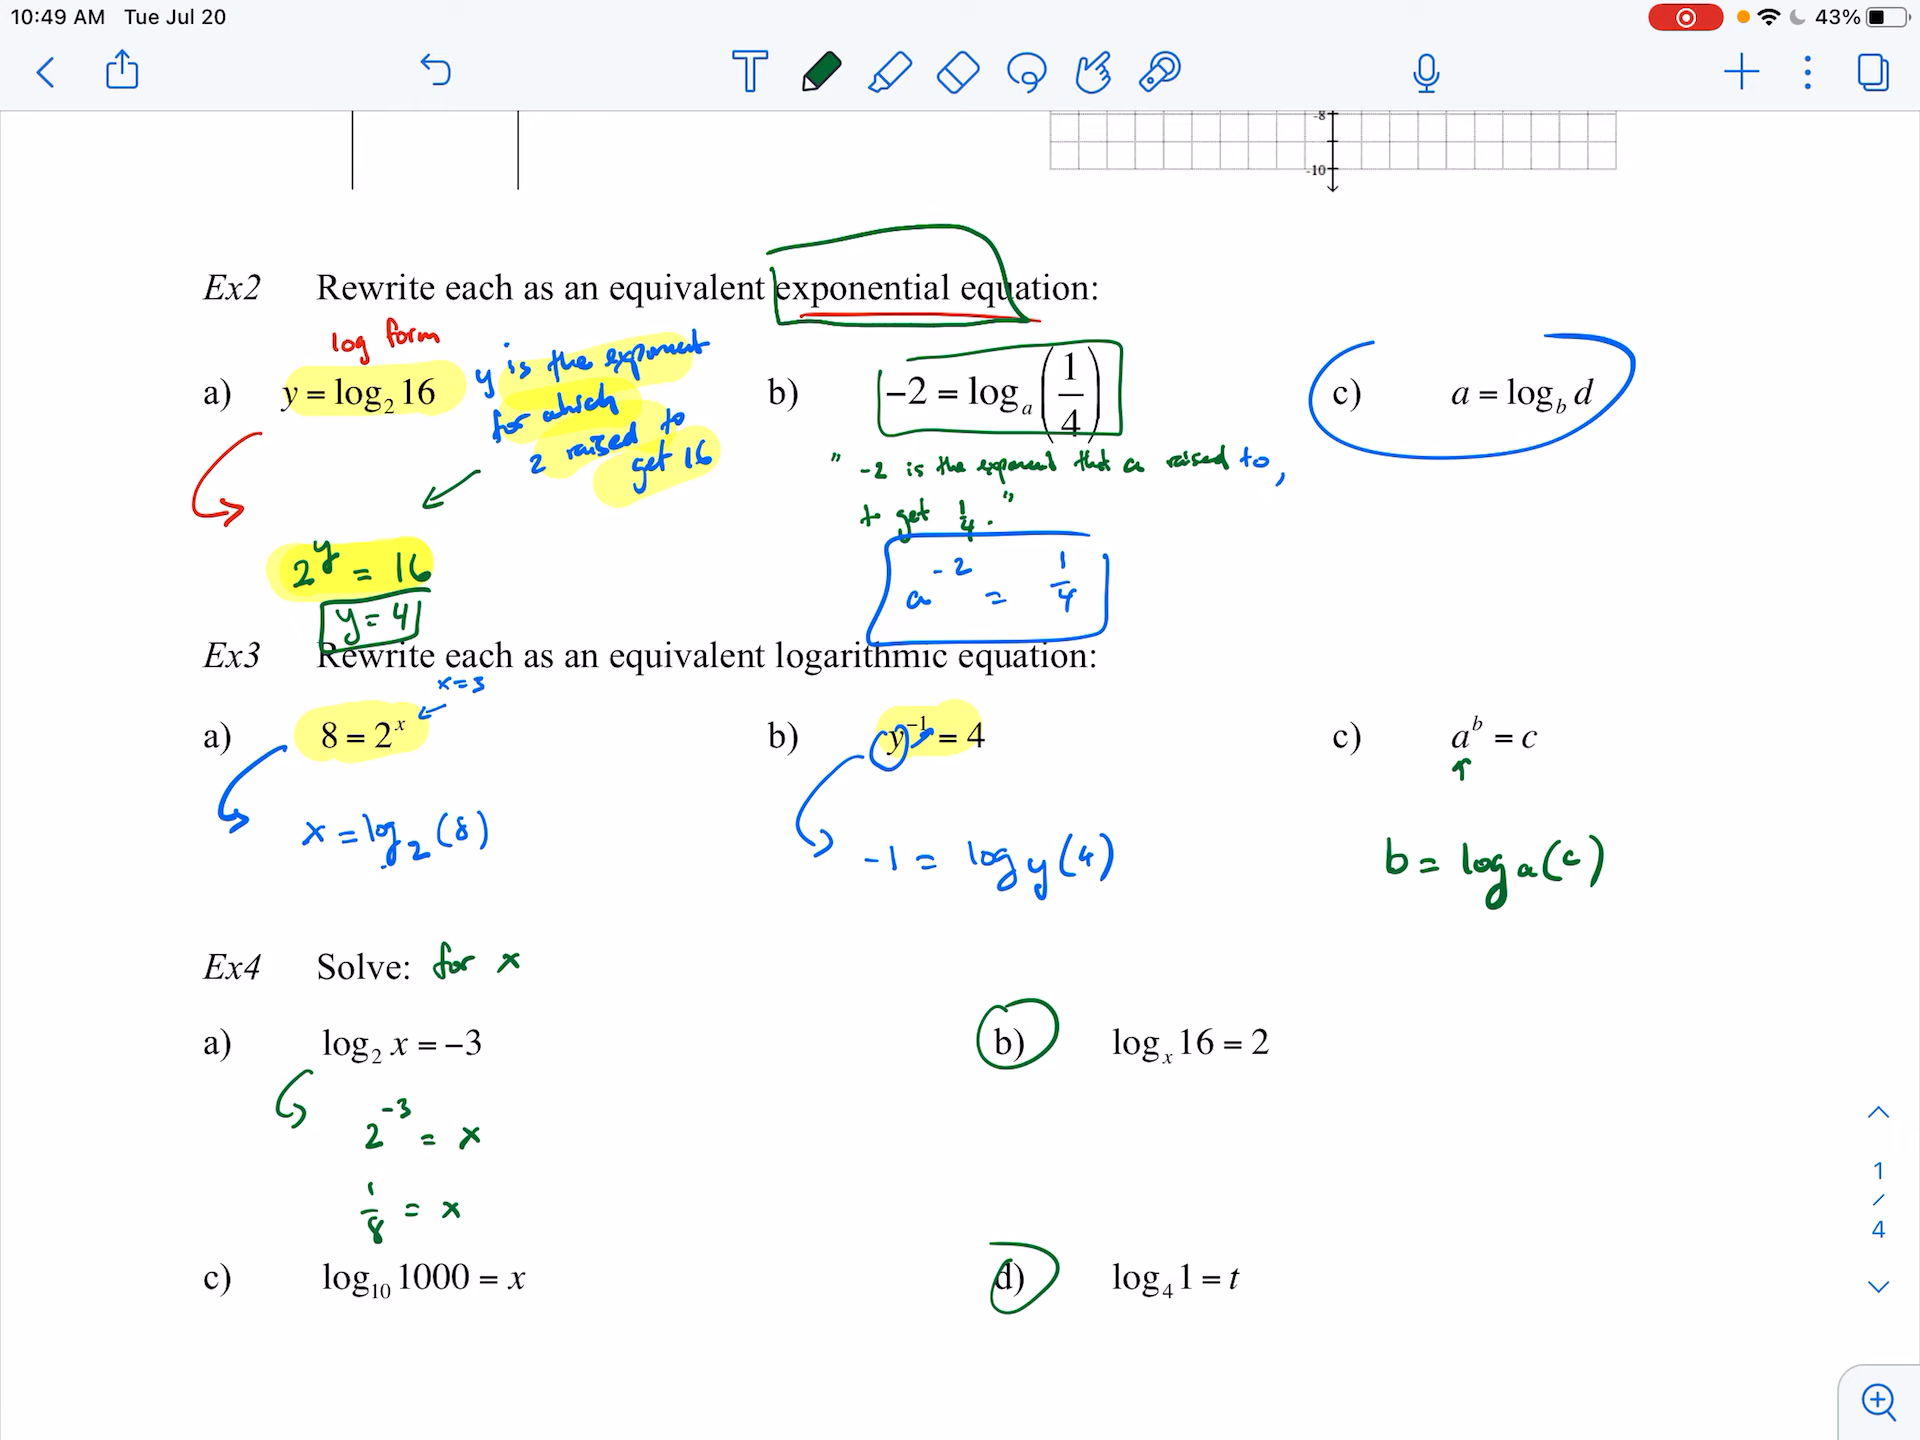 10:49 AM Tue Jul 20
43%
-8
-10
Ex2 Rewrite each as an equivalent exponential equation:
log form
a) y = log₂ 16
y is the exponent
for which
2 raised to
get 16
2^y = 16
y = 4
b) −2 = logₐ(1/4)
" -2 is the exponent that a raised to,
to get 1/4. "
a^-2 = 1/4
c) a = log_b d
Ex3 Rewrite each as an equivalent logarithmic equation:
x=3
a) 8 = 2^x
x = log₂(8)
b) y^−1 = 4
-1 = log_y(4)
c) a^b = c
b = logₐ(c)
Ex4 Solve: for x
a) log₂ x = −3
2^-3 = x
1/8 = x
b) logₓ 16 = 2
c) log₁₀ 1000 = x
d) log₄ 1 = t
1
/
4